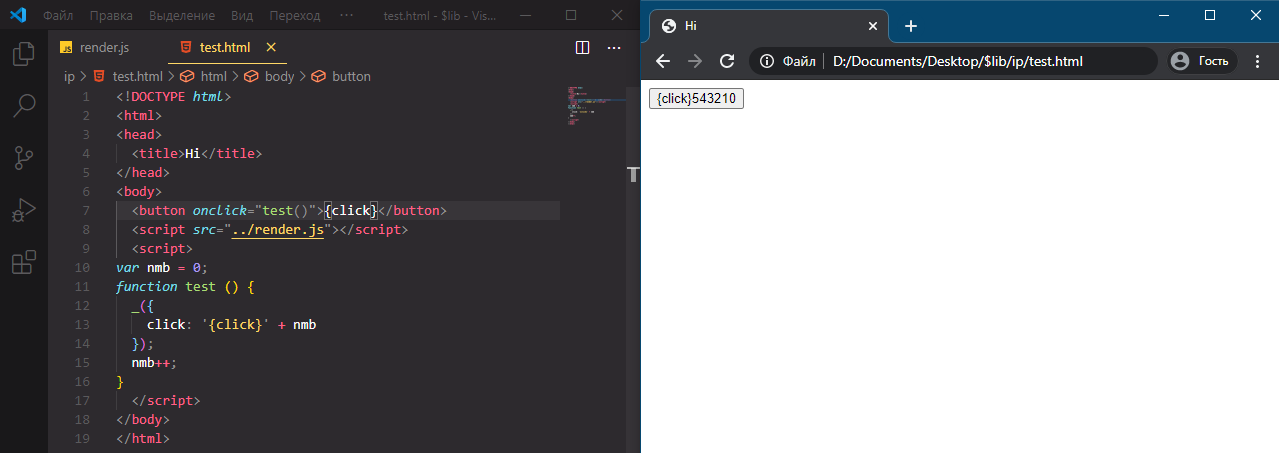 Файл Правка Выделение Вид Переход ··· test.html - $lib - Vis...
render.js test.html
ip > test.html > html > body > button
1 <!DOCTYPE html>
2 <html>
3 <head>
4 <title>Hi</title>
5 </head>
6 <body>
7 <button onclick="test()">{click}</button>
8 <script src="../render.js"></script>
9 <script>
10 var nmb = 0;
11 function test () {
12 _({
13 click: '{click}' + nmb
14 });
15 nmb++;
16 }
17 </script>
18 </body>
19 </html>
Hi
Файл D:/Documents/Desktop/$lib/ip/test.html Гость
{click}543210